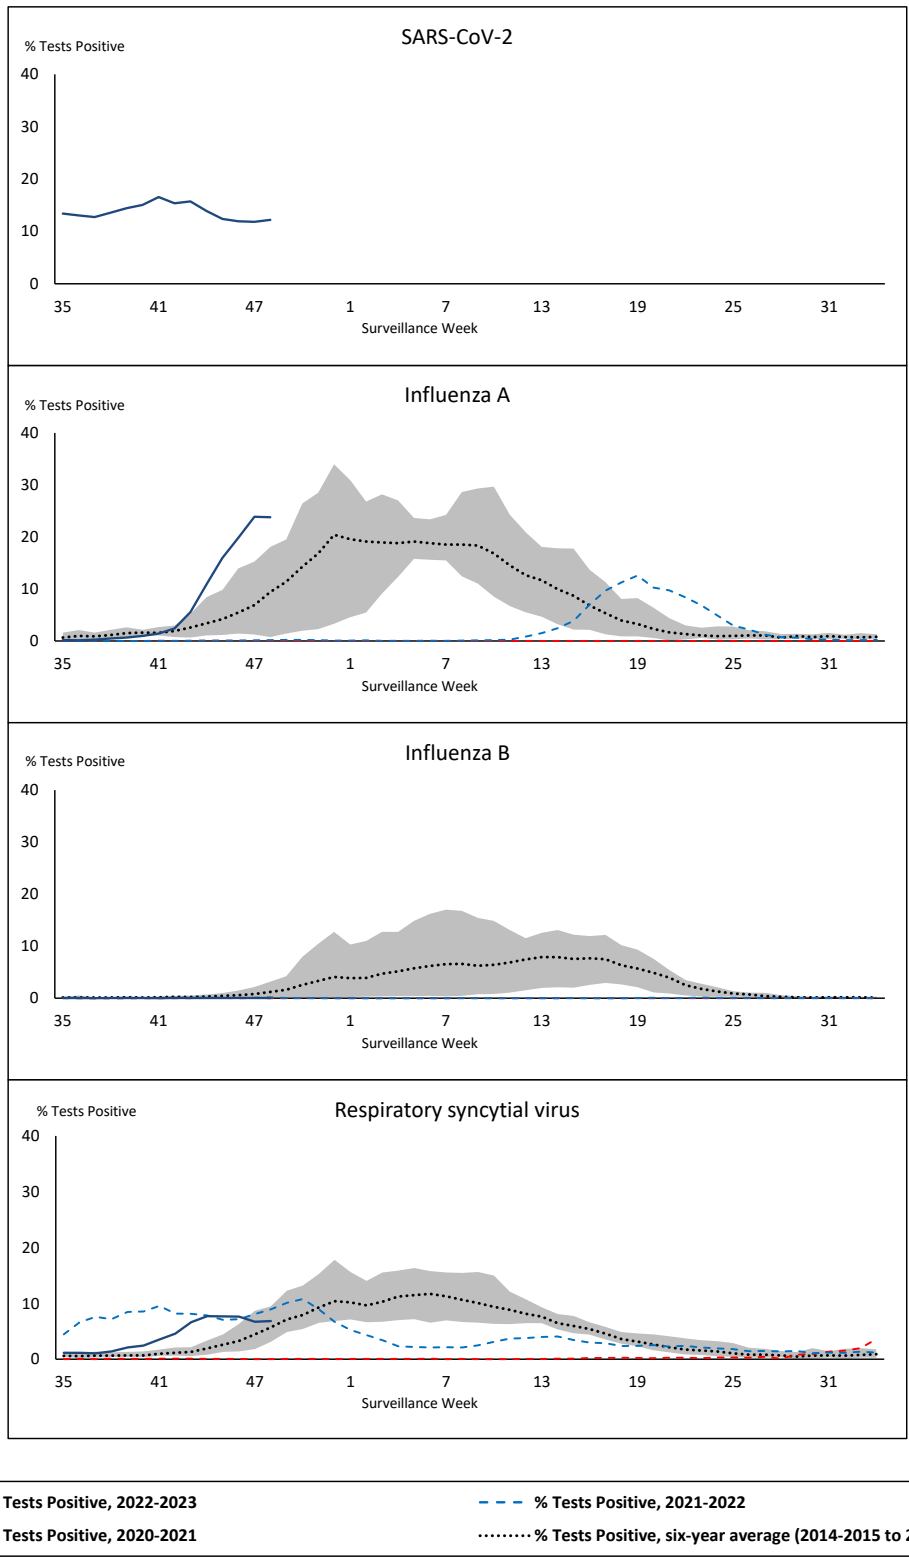 SARS-CoV-2
% Tests Positive
40
30
20
10
0
35 41 47 1 7 13 19 25 31
Surveillance Week
Influenza A
% Tests Positive
40
30
20
10
0
35 41 47 1 7 13 19 25 31
Surveillance Week
Influenza B
% Tests Positive
40
30
20
10
0
35 41 47 1 7 13 19 25 31
Surveillance Week
Respiratory syncytial virus
% Tests Positive
40
30
20
10
0
35 41 47 1 7 13 19 25 31
Surveillance Week
Tests Positive, 2022-2023 % Tests Positive, 2021-2022
Tests Positive, 2020-2021 % Tests Positive, six-year average (2014-2015 to